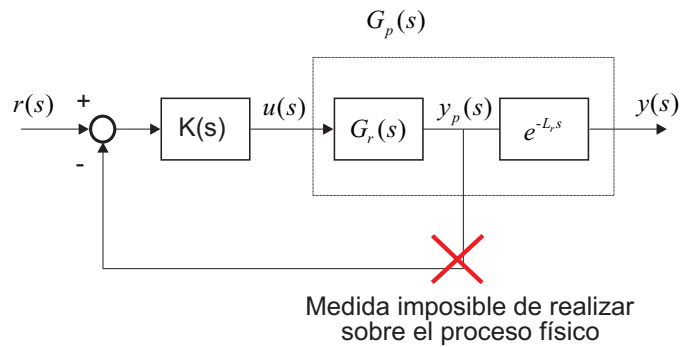 G_p(s)
r(s)
+
-
K(s)
u(s)
G_r(s)
y_p(s)
e^{-L_r s}
y(s)
Medida imposible de realizar
sobre el proceso físico